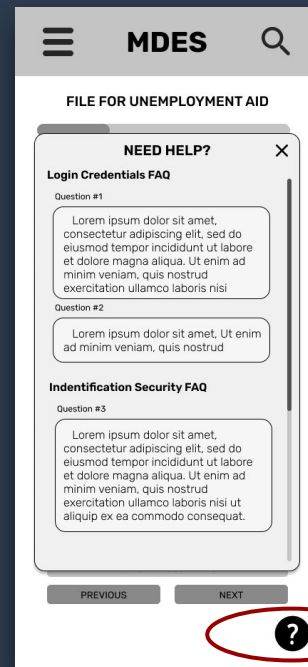 MDES
FILE FOR UNEMPLOYMENT AID
NEED HELP?
Login Credentials FAQ
Question #1
Lorem ipsum dolor sit amet,
consectetur adipiscing elit, sed do
eiusmod tempor incididunt ut labore
et dolore magna aliqua. Ut enim ad
minim veniam, quis nostrud
exercitation ullamco laboris nisi
Question #2
Lorem ipsum dolor sit amet, Ut enim
ad minim veniam, quis nostrud
Indentification Security FAQ
Question #3
Lorem ipsum dolor sit amet,
consectetur adipiscing elit, sed do
eiusmod tempor incididunt ut labore
et dolore magna aliqua. Ut enim ad
minim veniam, quis nostrud
exercitation ullamco laboris nisi ut
aliquip ex ea commodo consequat.
PREVIOUS
NEXT
?